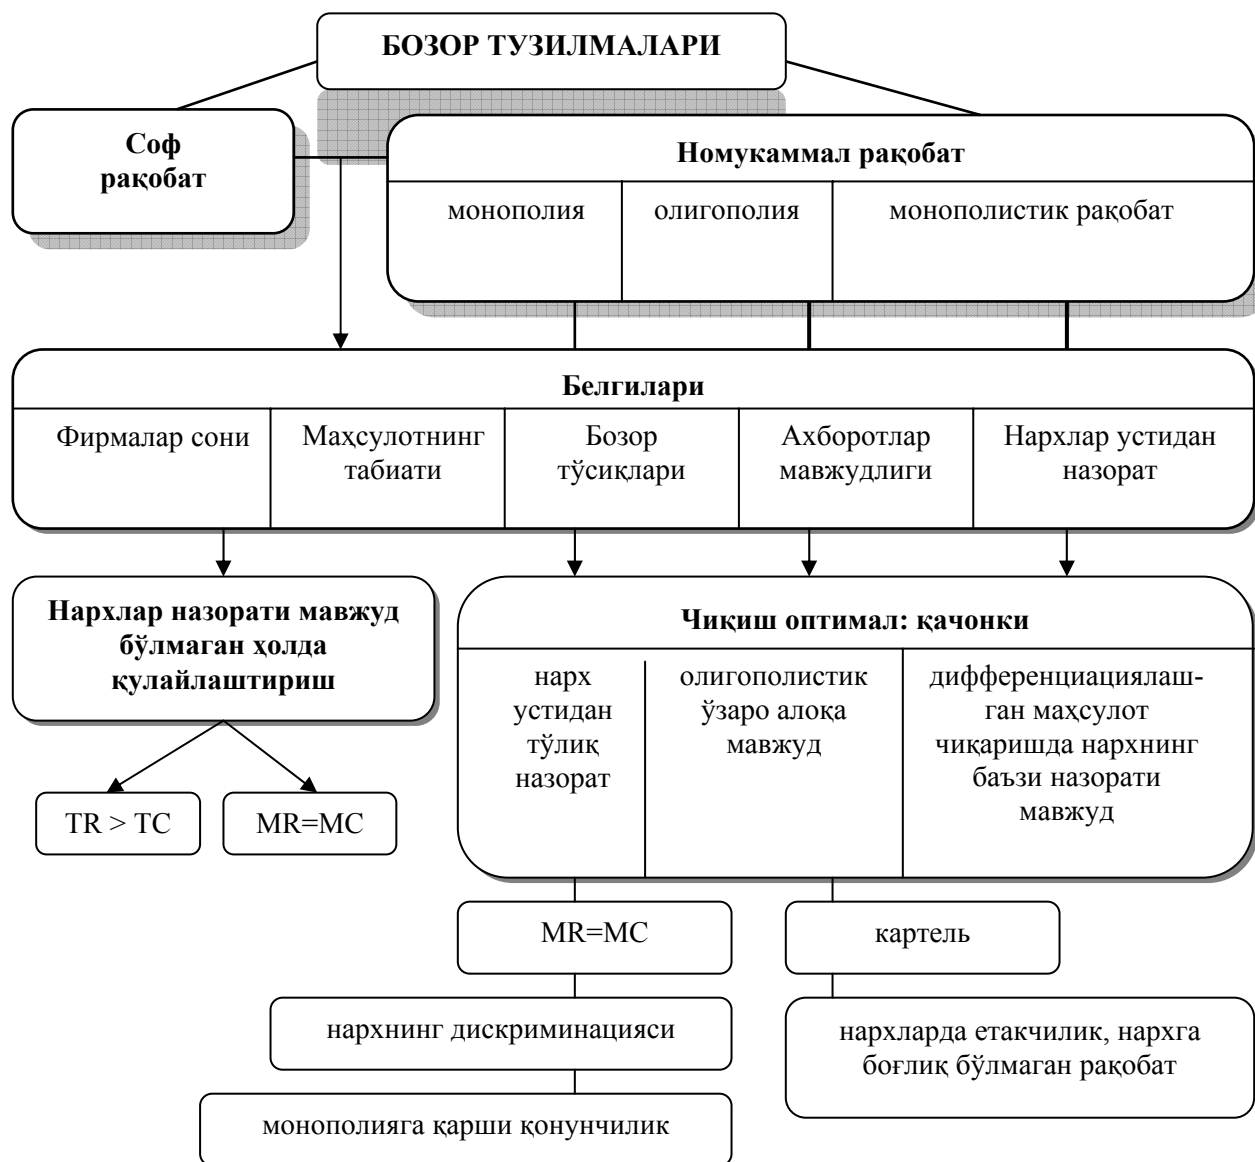 БОЗОР ТУЗИЛМАЛАРИ
Соф
рақобат
Номукаммал рақобат
монополия
олигополия
монополистик рақобат
Белгилари
Фирмалар сони
Маҳсулотнинг
табиати
Бозор
тўсиқлари
Ахборотлар
мавжудлиги
Нархлар устидан
назорат
Нархлар назорати мавжуд
бўлмаган ҳолда
қулайлаштириш
TR > TC
MR=MC
Чиқиш оптимал: қачонки
нарх
устидан
тўлиқ
назорат
олигополистик
ўзаро алоқа
мавжуд
дифференциациялаш-
ган маҳсулот
чиқаришда нархнинг
баъзи назорати
мавжуд
MR=MC
картель
нархнинг дискриминацияси
нархларда етакчилик, нархга
боғлиқ бўлмаган рақобат
монополияга қарши қонунчилик